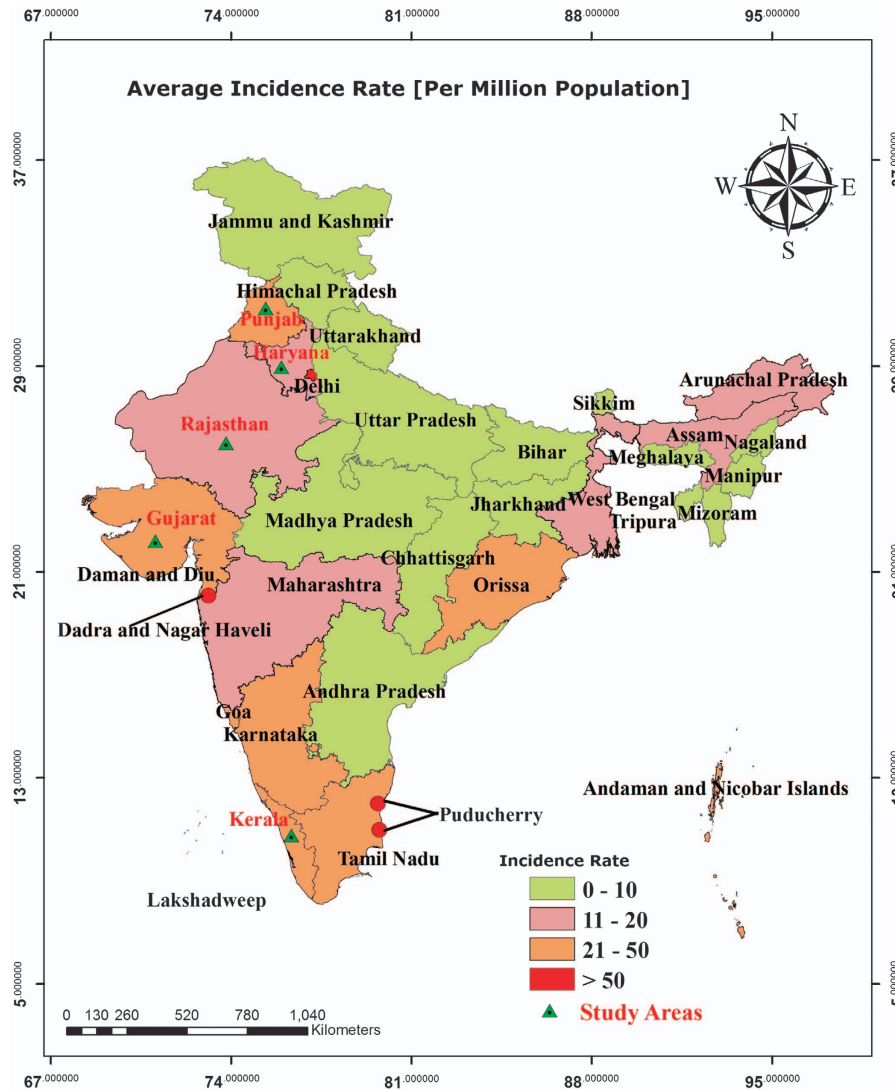 67.000000 74.000000 81.000000 88.000000 95.000000
Average Incidence Rate [Per Million Population]
N
W E
S
37.000000
29.000000
21.000000
13.000000
5.000000
Jammu and Kashmir
Himachal Pradesh
Punjab
Uttarakhand
Haryana
Delhi
Arunachal Pradesh
Sikkim
Rajasthan
Uttar Pradesh
Assam
Nagaland
Bihar
Meghalaya
Manipur
Jharkhand
West Bengal
Gujarat
Madhya Pradesh
Tripura
Mizoram
Chhattisgarh
Daman and Diu
Maharashtra
Orissa
Dadra and Nagar Haveli
Andhra Pradesh
Goa
Karnataka
Andaman and Nicobar Islands
Kerala
Puducherry
Tamil Nadu
Lakshadweep
Incidence Rate
0 - 10
11 - 20
21 - 50
> 50
Study Areas
0 130 260 520 780 1,040
Kilometers
67.000000 74.000000 81.000000 88.000000 95.000000